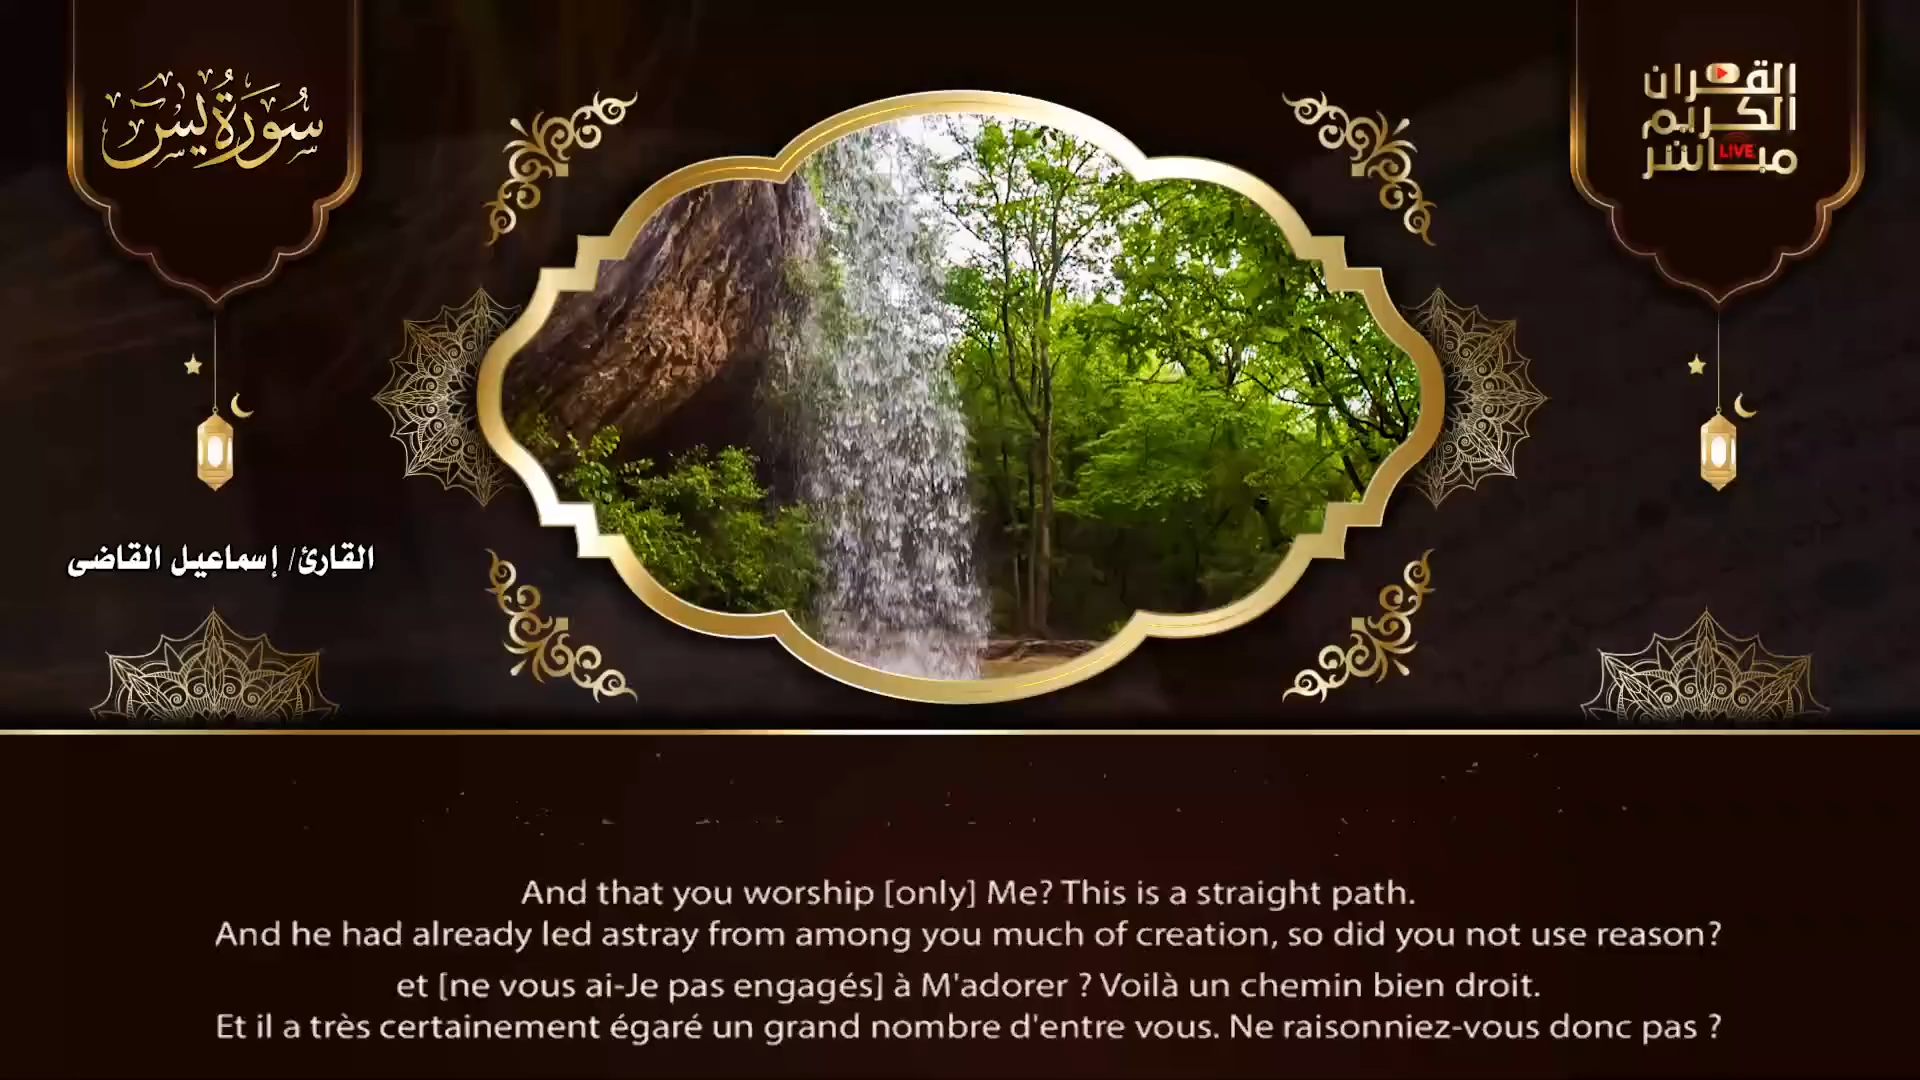 سُورَةُ يسٓ
القرآن
الكريم
مباشر
LIVE
القارئ/ إسماعيل القاضى
And that you worship [only] Me? This is a straight path.
And he had already led astray from among you much of creation, so did you not use reason?
et [ne vous ai-Je pas engagés] à M'adorer ? Voilà un chemin bien droit.
Et il a très certainement égaré un grand nombre d'entre vous. Ne raisonniez-vous donc pas ?